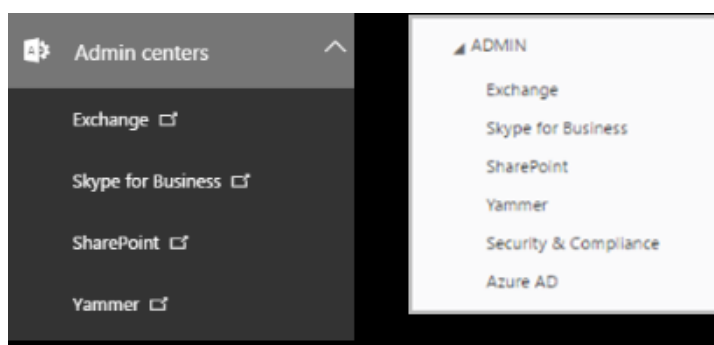 Admin centers
Exchange
Skype for Business
SharePoint
Yammer
ADMIN
Exchange
Skype for Business
SharePoint
Yammer
Security & Compliance
Azure AD